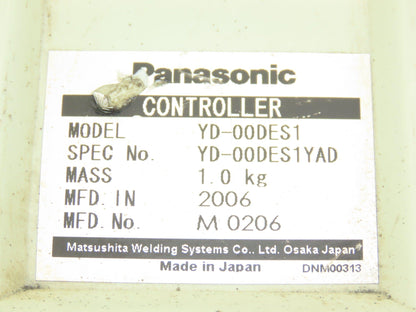 Panasonic
CONTROLLER
MODEL YD-00DES1
SPEC No. YD-00DES1YAD
MASS 1.0 kg
MFD. IN 2006
MFD. No. M 0206
Matsushita Welding Systems Co., Ltd. Osaka Japan
Made in Japan DNM00313